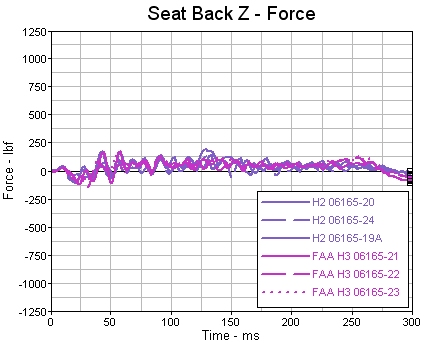 Seat Back Z - Force
Force - lbf
1250
1000
750
500
250
0
-250
-500
-750
-1000
-1250
H2 06165-20
H2 06165-24
H2 06165-19A
FAA H3 06165-21
FAA H3 06165-22
FAA H3 06165-23
0 50 100 150 200 250 300
Time - ms